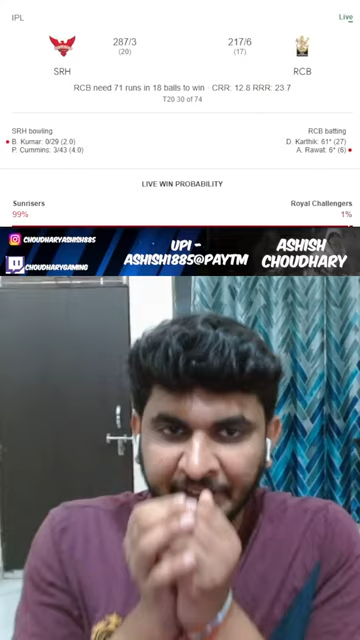 IPL
Live
287/3
217/6
(20)
(17)
SRH
RCB
RCB need 71 runs in 18 balls to win · CRR: 12.8 RRR: 23.7
T20 30 of 74
SRH bowling
RCB batting
B. Kumar: 0/29 (2.0)
D. Karthik: 61* (27)
P. Cummins: 3/43 (4.0)
A. Rawat: 6* (6)
LIVE WIN PROBABILITY
Sunrisers
Royal Challengers
99%
1%
CHOUDHARYASHISH885
CHOUDHARYGAMING
UPI -
ASHISH1885@PAYTM
ASHISH
CHOUDHARY